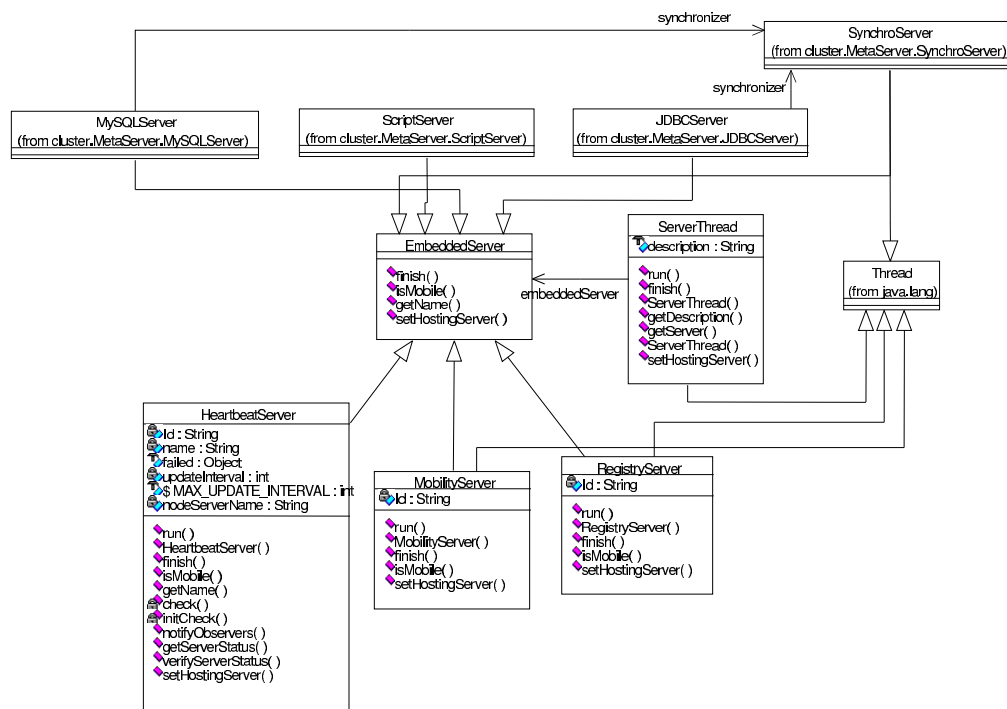 synchronizer
SynchroServer
(from cluster.MetaServer.SynchroServer)
synchronizer
MySQLServer
(from cluster.MetaServer.MySQLServer)
ScriptServer
(from cluster.MetaServer.ScriptServer)
JDBCServer
(from cluster.MetaServer.JDBCServer)
EmbeddedServer
finish( )
isMobile( )
getName( )
setHostingServer( )
embeddedServer
ServerThread
description : String
run( )
finish( )
ServerThread( )
getDescription( )
getServer( )
ServerThread( )
setHostingServer( )
Thread
(from java.lang)
HeartbeatServer
Id : String
name : String
failed : Object
updateInterval : int
$ MAX_UPDATE_INTERVAL : int
nodeServerName : String
run( )
HeartbeatServer( )
finish( )
isMobile( )
getName( )
check( )
initCheck( )
notifyObservers( )
getServerStatus( )
verifyServerStatus( )
setHostingServer( )
MobilityServer
Id : String
run( )
MobilityServer( )
finish( )
isMobile( )
setHostingServer( )
RegistryServer
Id : String
run( )
RegistryServer( )
finish( )
isMobile( )
setHostingServer( )